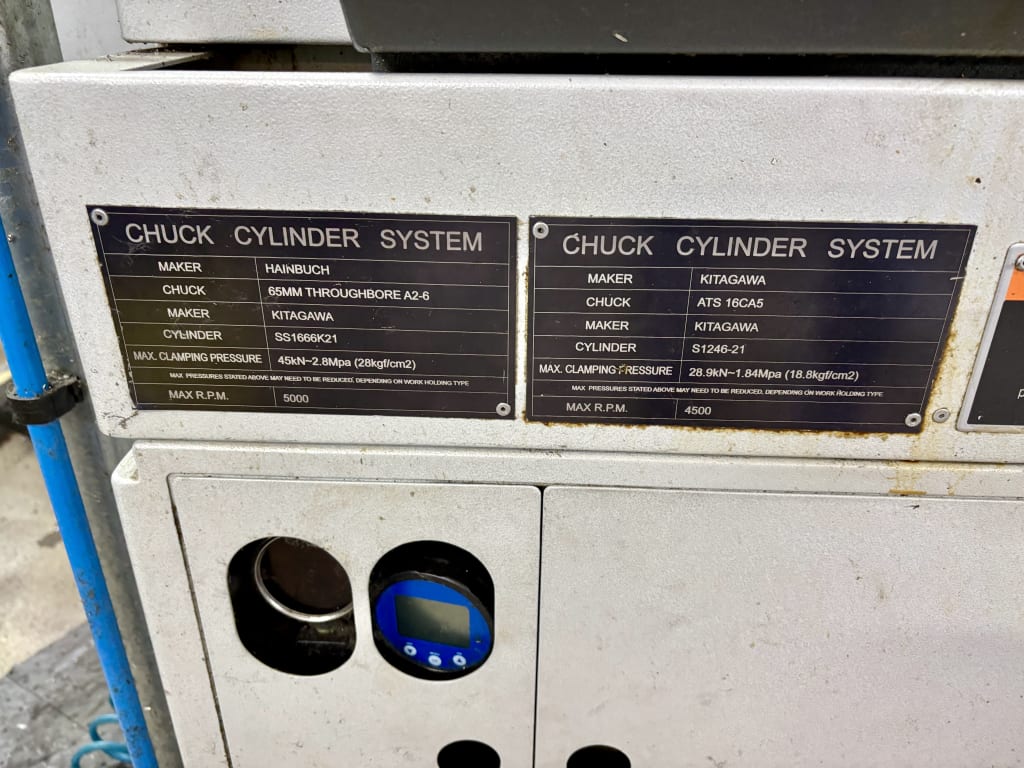 CHUCK CYLINDER SYSTEM
MAKER HAINBUCH
CHUCK 65MM THROUGHBORE A2-6
MAKER KITAGAWA
CYLINDER SS1666K21
MAX. CLAMPING PRESSURE 45kN~2.8Mpa (28kgf/cm2)
MAX PRESSURES STATED ABOVE MAY NEED TO BE REDUCED, DEPENDING ON WORK HOLDING TYPE
MAX R.P.M. 5000
CHUCK CYLINDER SYSTEM
MAKER KITAGAWA
CHUCK ATS 16CA5
MAKER KITAGAWA
CYLINDER S1246-21
MAX. CLAMPING PRESSURE 28.9kN~1.84Mpa (18.8kgf/cm2)
MAX PRESSURES STATED ABOVE MAY NEED TO BE REDUCED, DEPENDING ON WORK HOLDING TYPE
MAX R.P.M. 4500